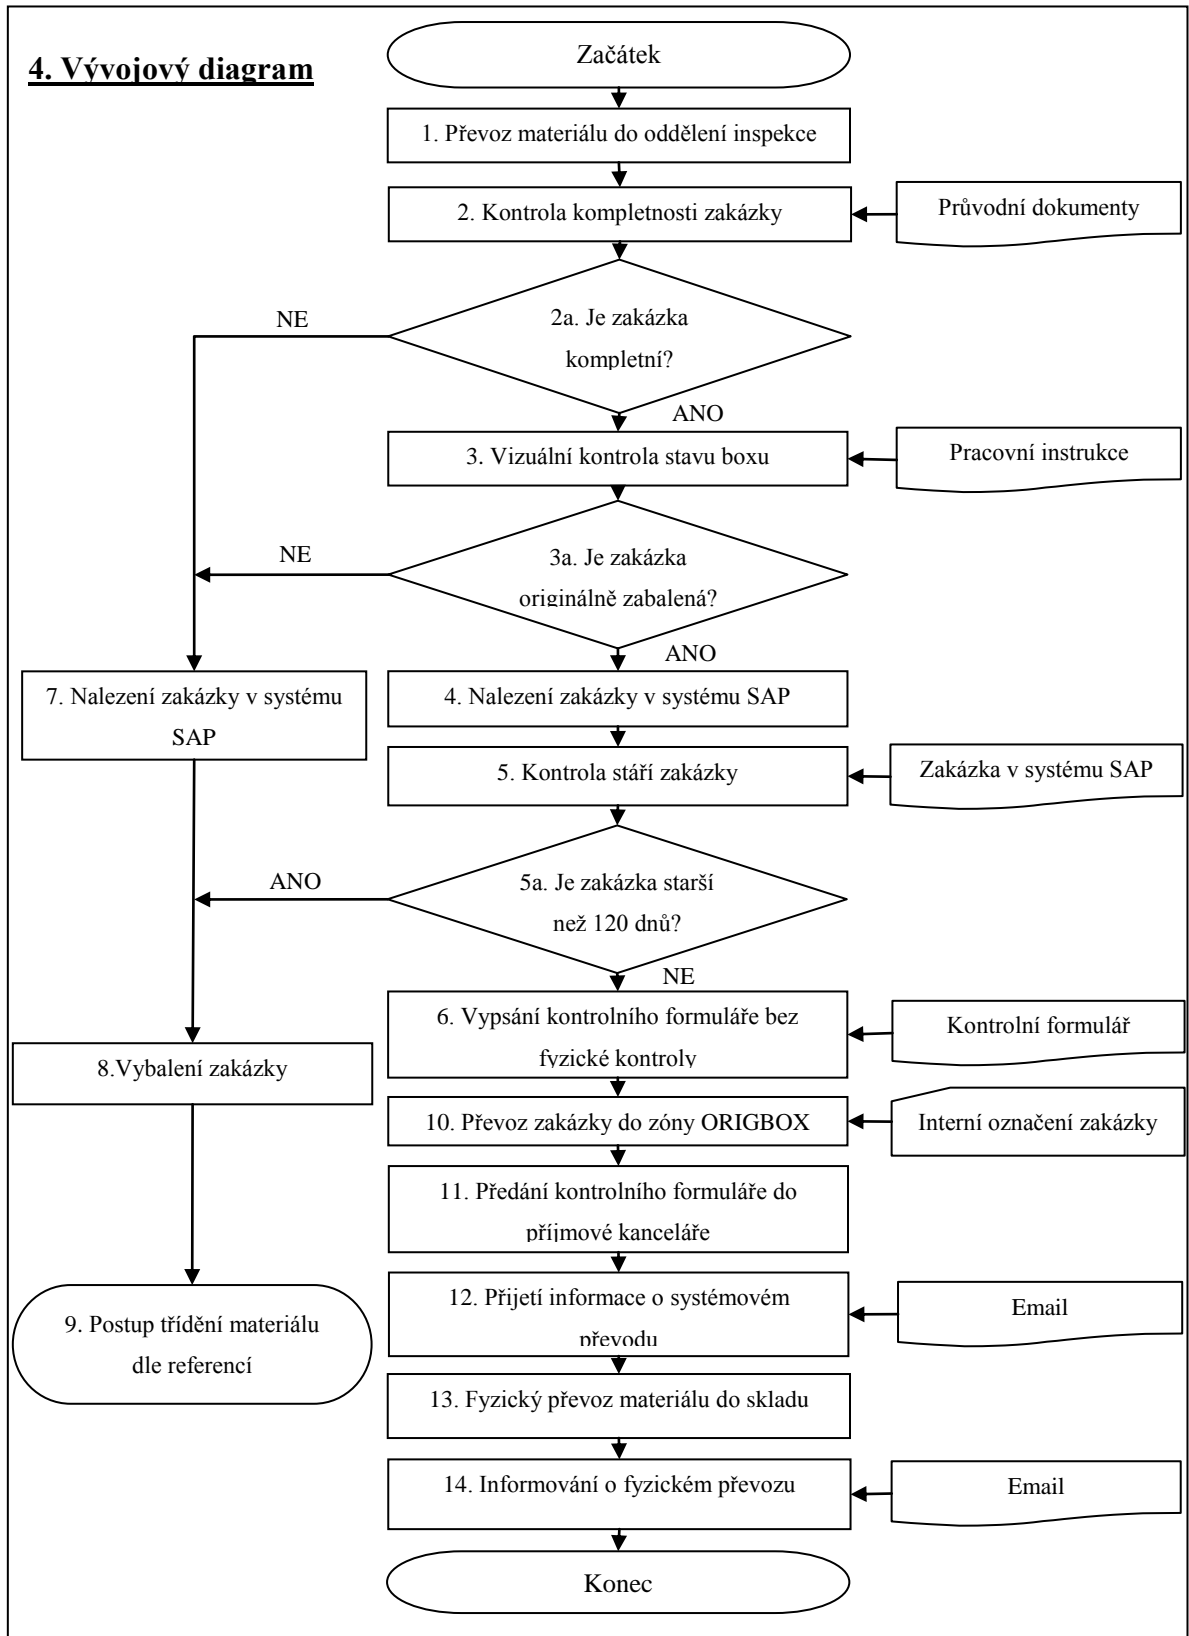 4. Vývojový diagram
Začátek
1. Převoz materiálu do oddělení inspekce
2. Kontrola kompletnosti zakázky
Průvodní dokumenty
NE
2a. Je zakázka
kompletní?
ANO
3. Vizuální kontrola stavu boxu
Pracovní instrukce
NE
3a. Je zakázka
originálně zabalená?
ANO
7. Nalezení zakázky v systému
SAP
4. Nalezení zakázky v systému SAP
5. Kontrola stáří zakázky
Zakázka v systému SAP
ANO
5a. Je zakázka starší
než 120 dnů?
NE
6. Vypsání kontrolního formuláře bez
fyzické kontroly
Kontrolní formulář
8.Vybalení zakázky
10. Převoz zakázky do zóny ORIGBOX
Interní označení zakázky
11. Předání kontrolního formuláře do
příjmové kanceláře
12. Přijetí informace o systémovém
převodu
Email
9. Postup třídění materiálu
dle referencí
13. Fyzický převoz materiálu do skladu
14. Informování o fyzickém převozu
Email
Konec